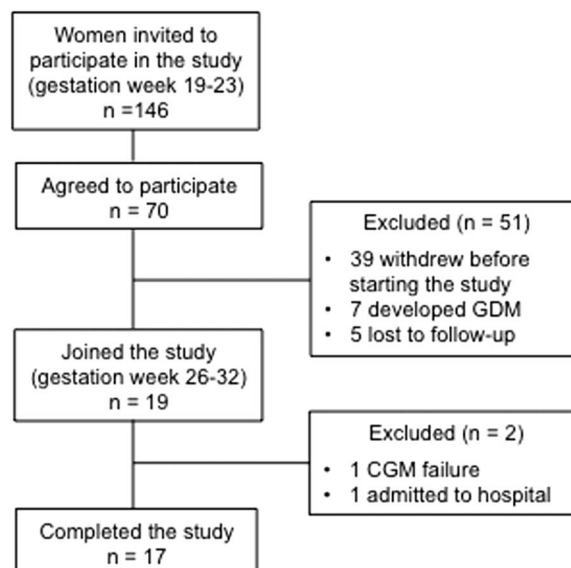 Women invited to
participate in the study
(gestation week 19-23)
n =146
Agreed to participate
n = 70
Excluded (n = 51)
• 39 withdrew before
starting the study
• 7 developed GDM
• 5 lost to follow-up
Joined the study
(gestation week 26-32)
n = 19
Excluded (n = 2)
• 1 CGM failure
• 1 admitted to hospital
Completed the study
n = 17